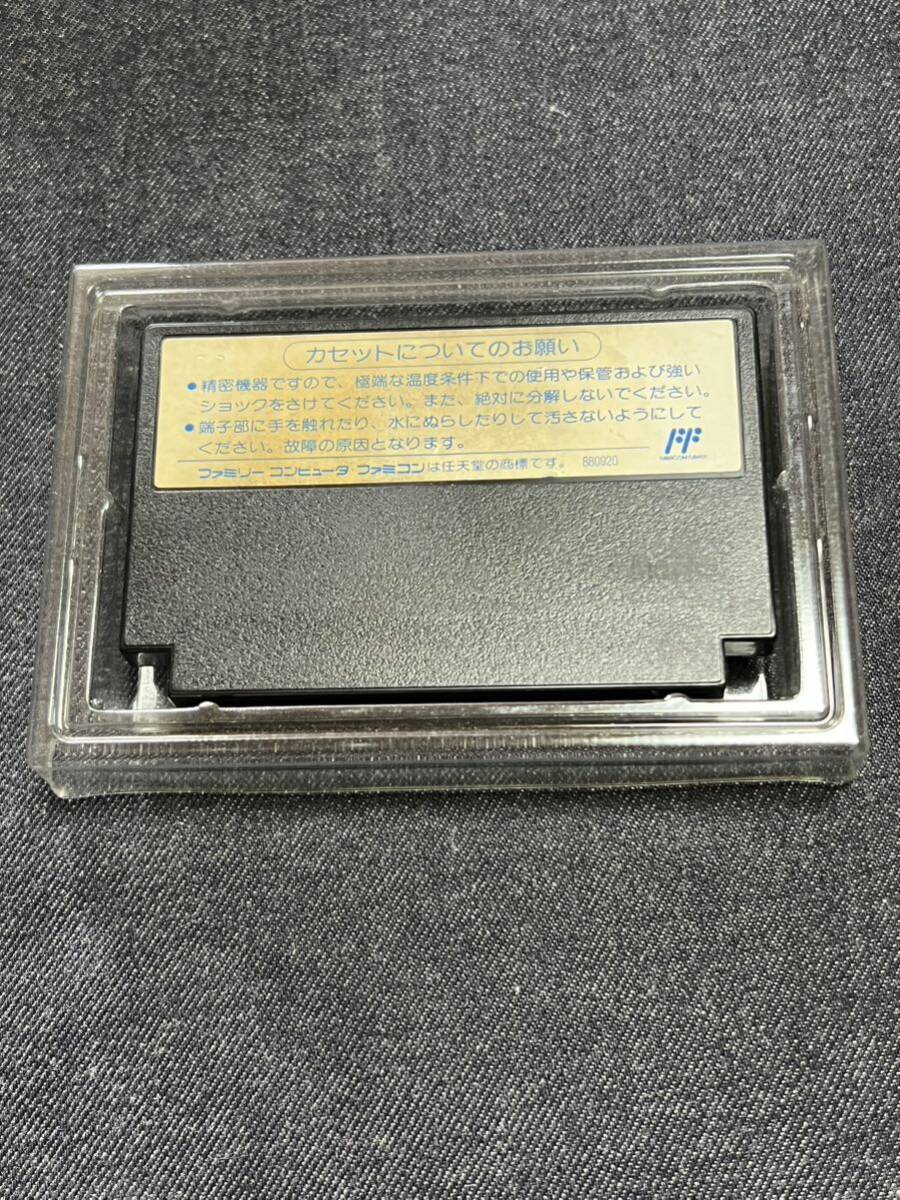 カセットについてのお願い
●精密機器ですので、極端な温度条件下での使用や保管および強い
ショックをさけてください。また、絶対に分解しないでください。
●端子部に手を触れたり、水にぬらしたりして汚さないようにして
ください。故障の原因となります。
FAMICOM FAMILY
ファミリー コンピュータ・ファミコンは任天堂の商標です。 880920